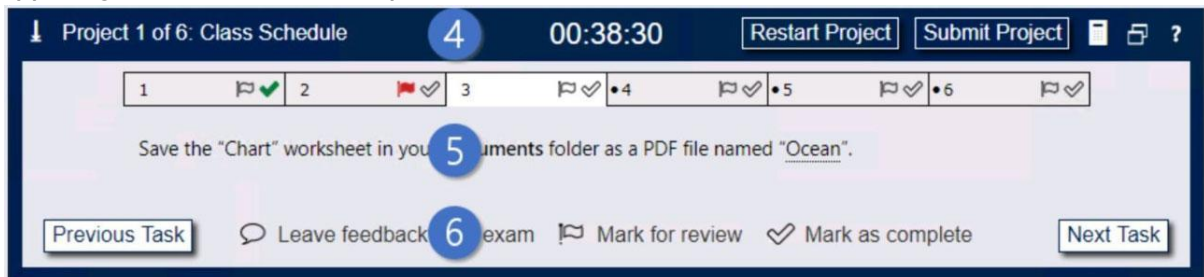 Project 1 of 6: Class Schedule 4 00:38:30 Restart Project Submit Project ?
1 2 3 •4 •5 •6
Save the "Chart" worksheet in you 5 uments folder as a PDF file named "Ocean".
Previous Task Leave feedback 6 exam Mark for review Mark as complete Next Task